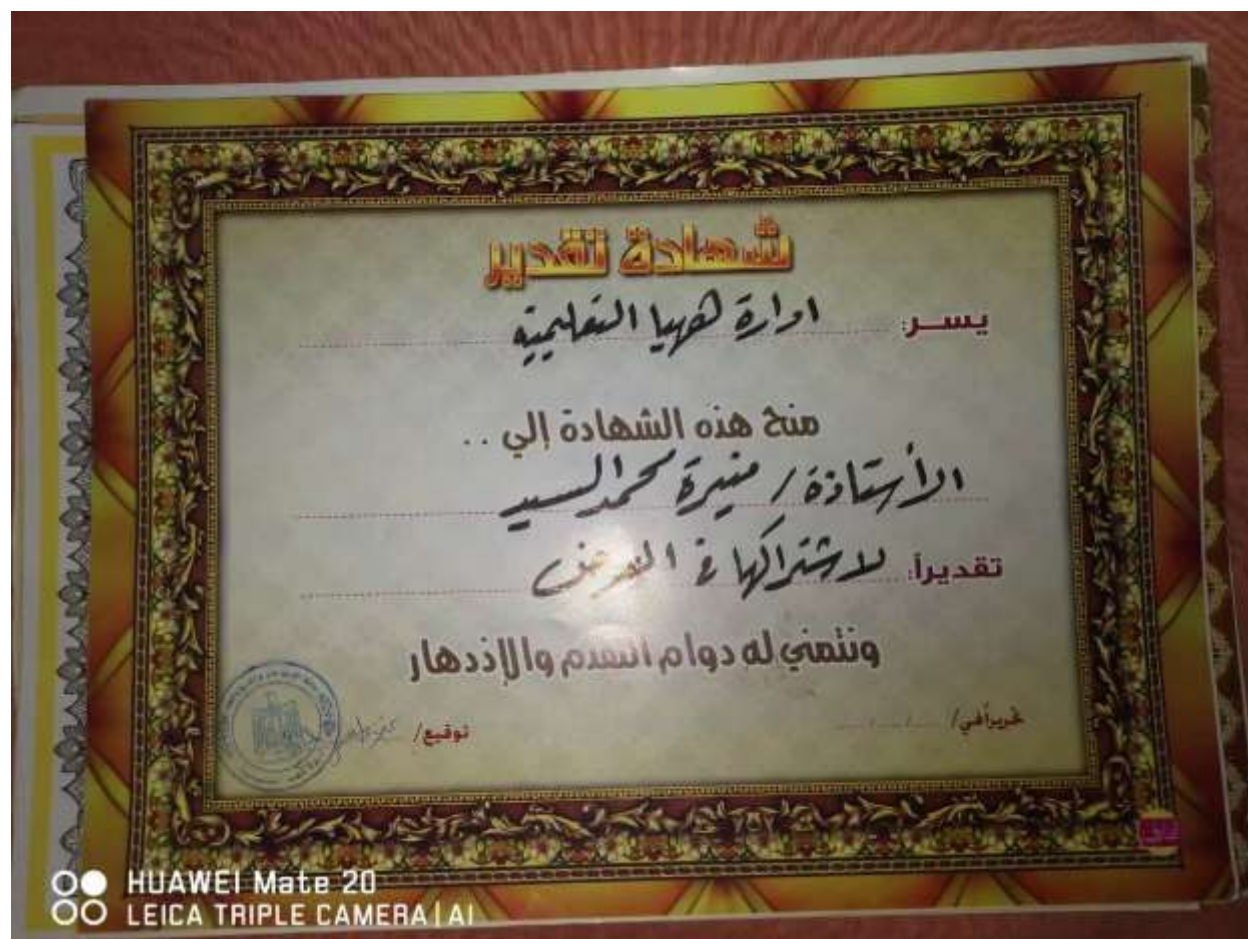 شهادة تقدير
يسر: ادارة ههيا التعليمية
منح هذه الشهادة إلي . .
الأستاذة / منيرة محمد السيد
تقديراً: لاشتراكها في المعرض
ونتمني له دوام التقدم والإذدهار
تحريراً في / ..... / ..... / .....
توقيع /
HUAWEI Mate 20
LEICA TRIPLE CAMERA | AI